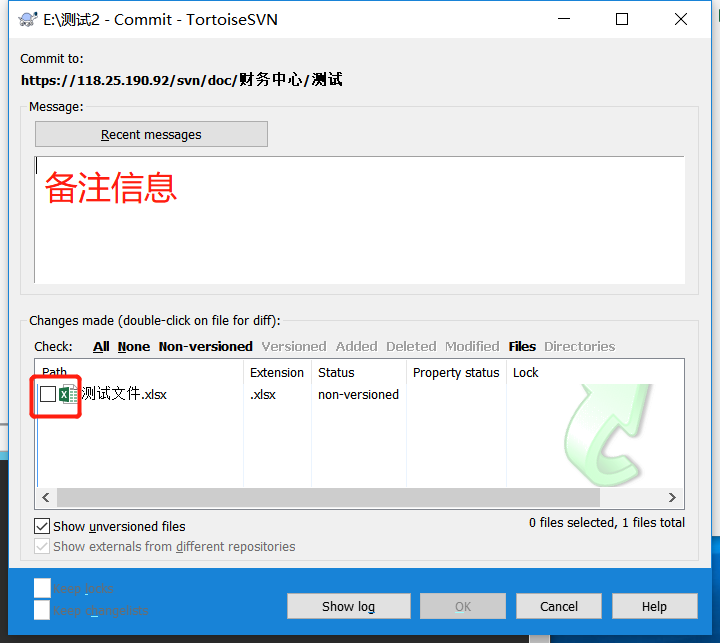 E:\测试2 - Commit - TortoiseSVN
Commit to:
https://118.25.190.92/svn/doc/财务中心/测试
Message:
Recent messages
备注信息
Changes made (double-click on file for diff):
Check: All None Non-versioned Versioned Added Deleted Modified Files Directories
Path Extension Status Property status Lock
测试文件.xlsx .xlsx non-versioned
Show unversioned files
0 files selected, 1 files total
Show externals from different repositories
Keep locks
Keep changelists
Show log OK Cancel Help